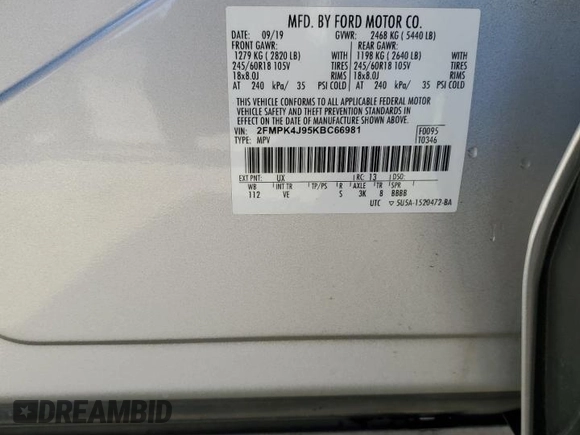 MFD. BY FORD MOTOR CO.
DATE: 09/19 GVWR: 2468 KG ( 5440 LB)
FRONT GAWR: REAR GAWR:
1279 KG ( 2820 LB) WITH 1198 KG ( 2640 LB) WITH
245/60R18 105V TIRES 245/60R18 105V TIRES
18x8.0J RIMS 18x8.0J RIMS
AT 240 kPa/ 35 PSI COLD AT 240 kPa/ 35 PSI COLD
THIS VEHICLE CONFORMS TO ALL APPLICABLE FEDERAL MOTOR
VEHICLE SAFETY AND THEFT PREVENTION STANDARDS IN
EFFECT ON THE DATE OF MANUFACTURE SHOWN ABOVE.
VIN: 2FMPK4J95KBC66981 F0095
TYPE: MPV T0346
EXT PNT: UX RC: 13 DSO:
WB INT TR TP/PS R AXLE TR SPR
112 VE S 3K 8 BBBB
UTC ▽ 5U5A-1520472-BA
DREAMBID